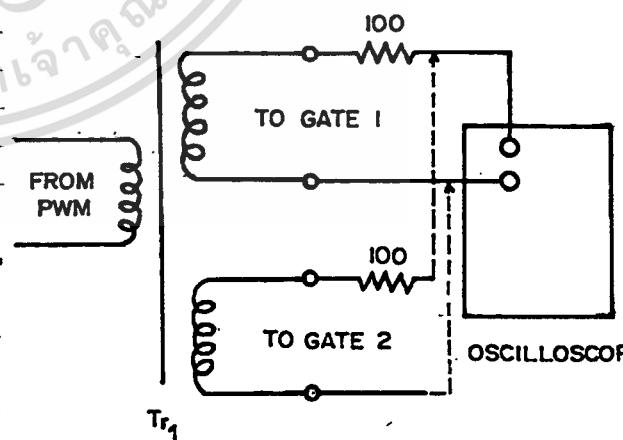 100
TO GATE 1
FROM
PWM
100
TO GATE 2
OSCILLOSCOP
Tr1